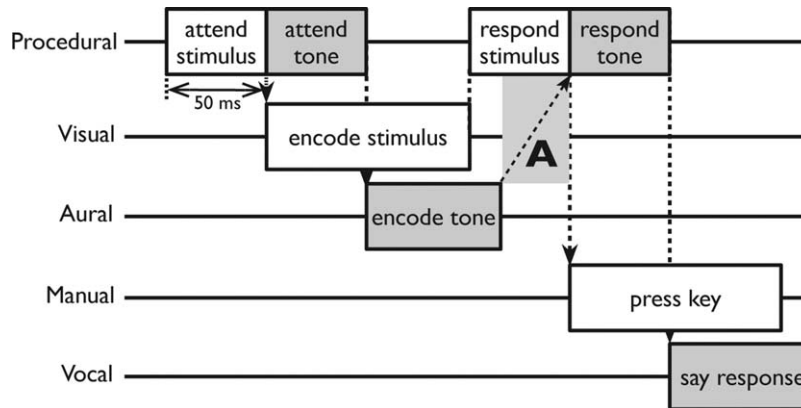 Procedural
attend
stimulus
attend
tone
respond
stimulus
respond
tone
50 ms
Visual
encode stimulus
A
Aural
encode tone
Manual
press key
Vocal
say response